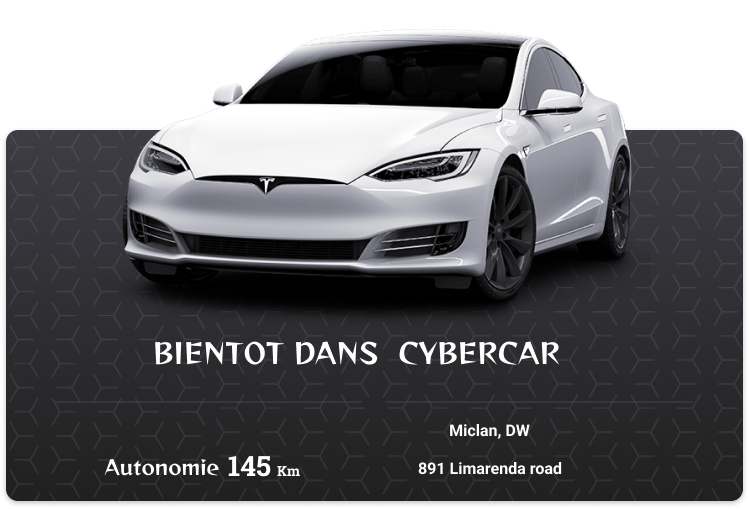 BIENTOT DANS CYBERCAR
Miclan, DW
Autonomie 145 Km
891 Limarenda road